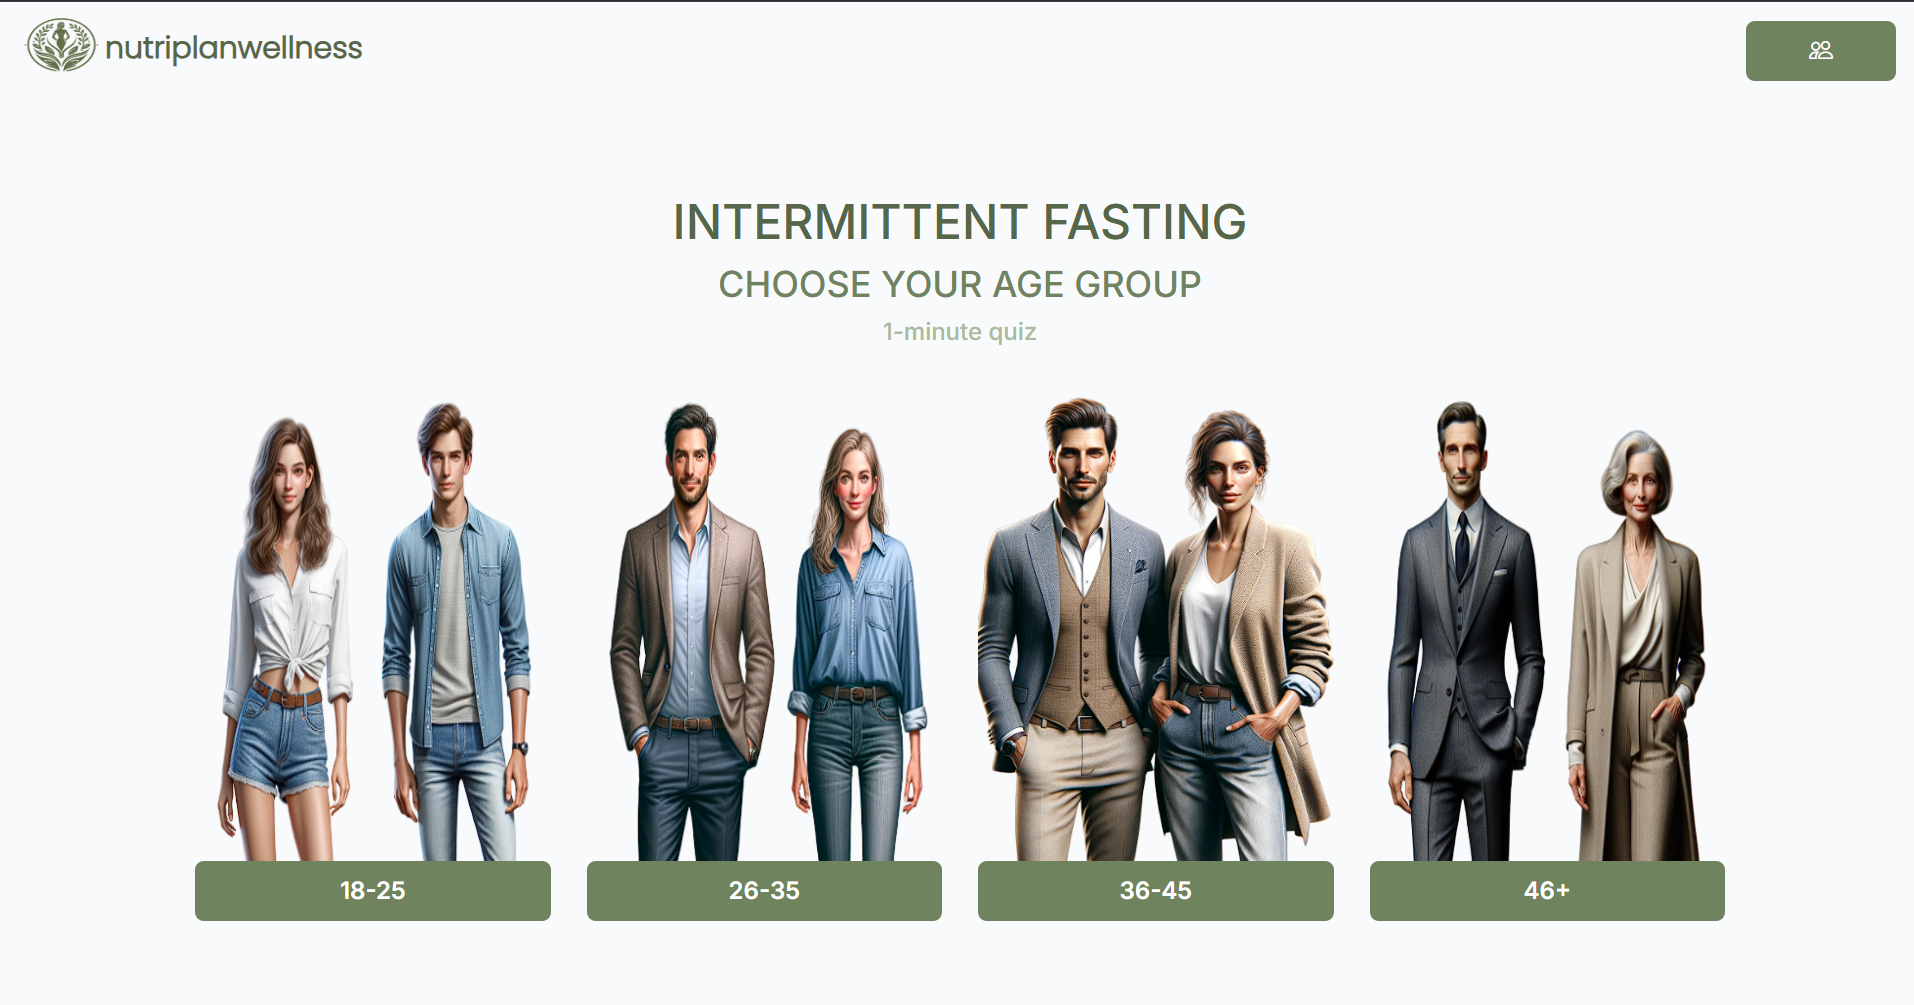 nutriplanwellness
INTERMITTENT FASTING
CHOOSE YOUR AGE GROUP
1-minute quiz
18-25
26-35
36-45
46+